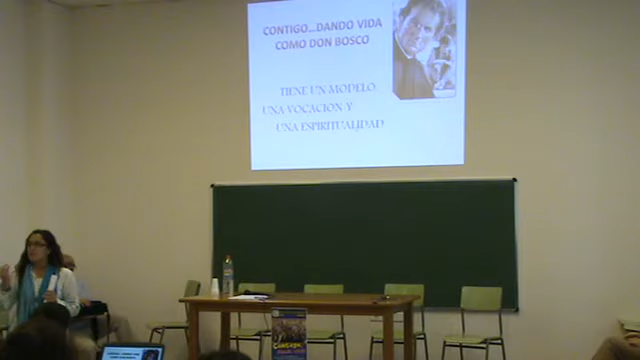 CONTIGO...DANDO VIDA
COMO DON BOSCO
TIENE UN MODELO
UNA VOCACION Y
UNA ESPIRITUALIDAD